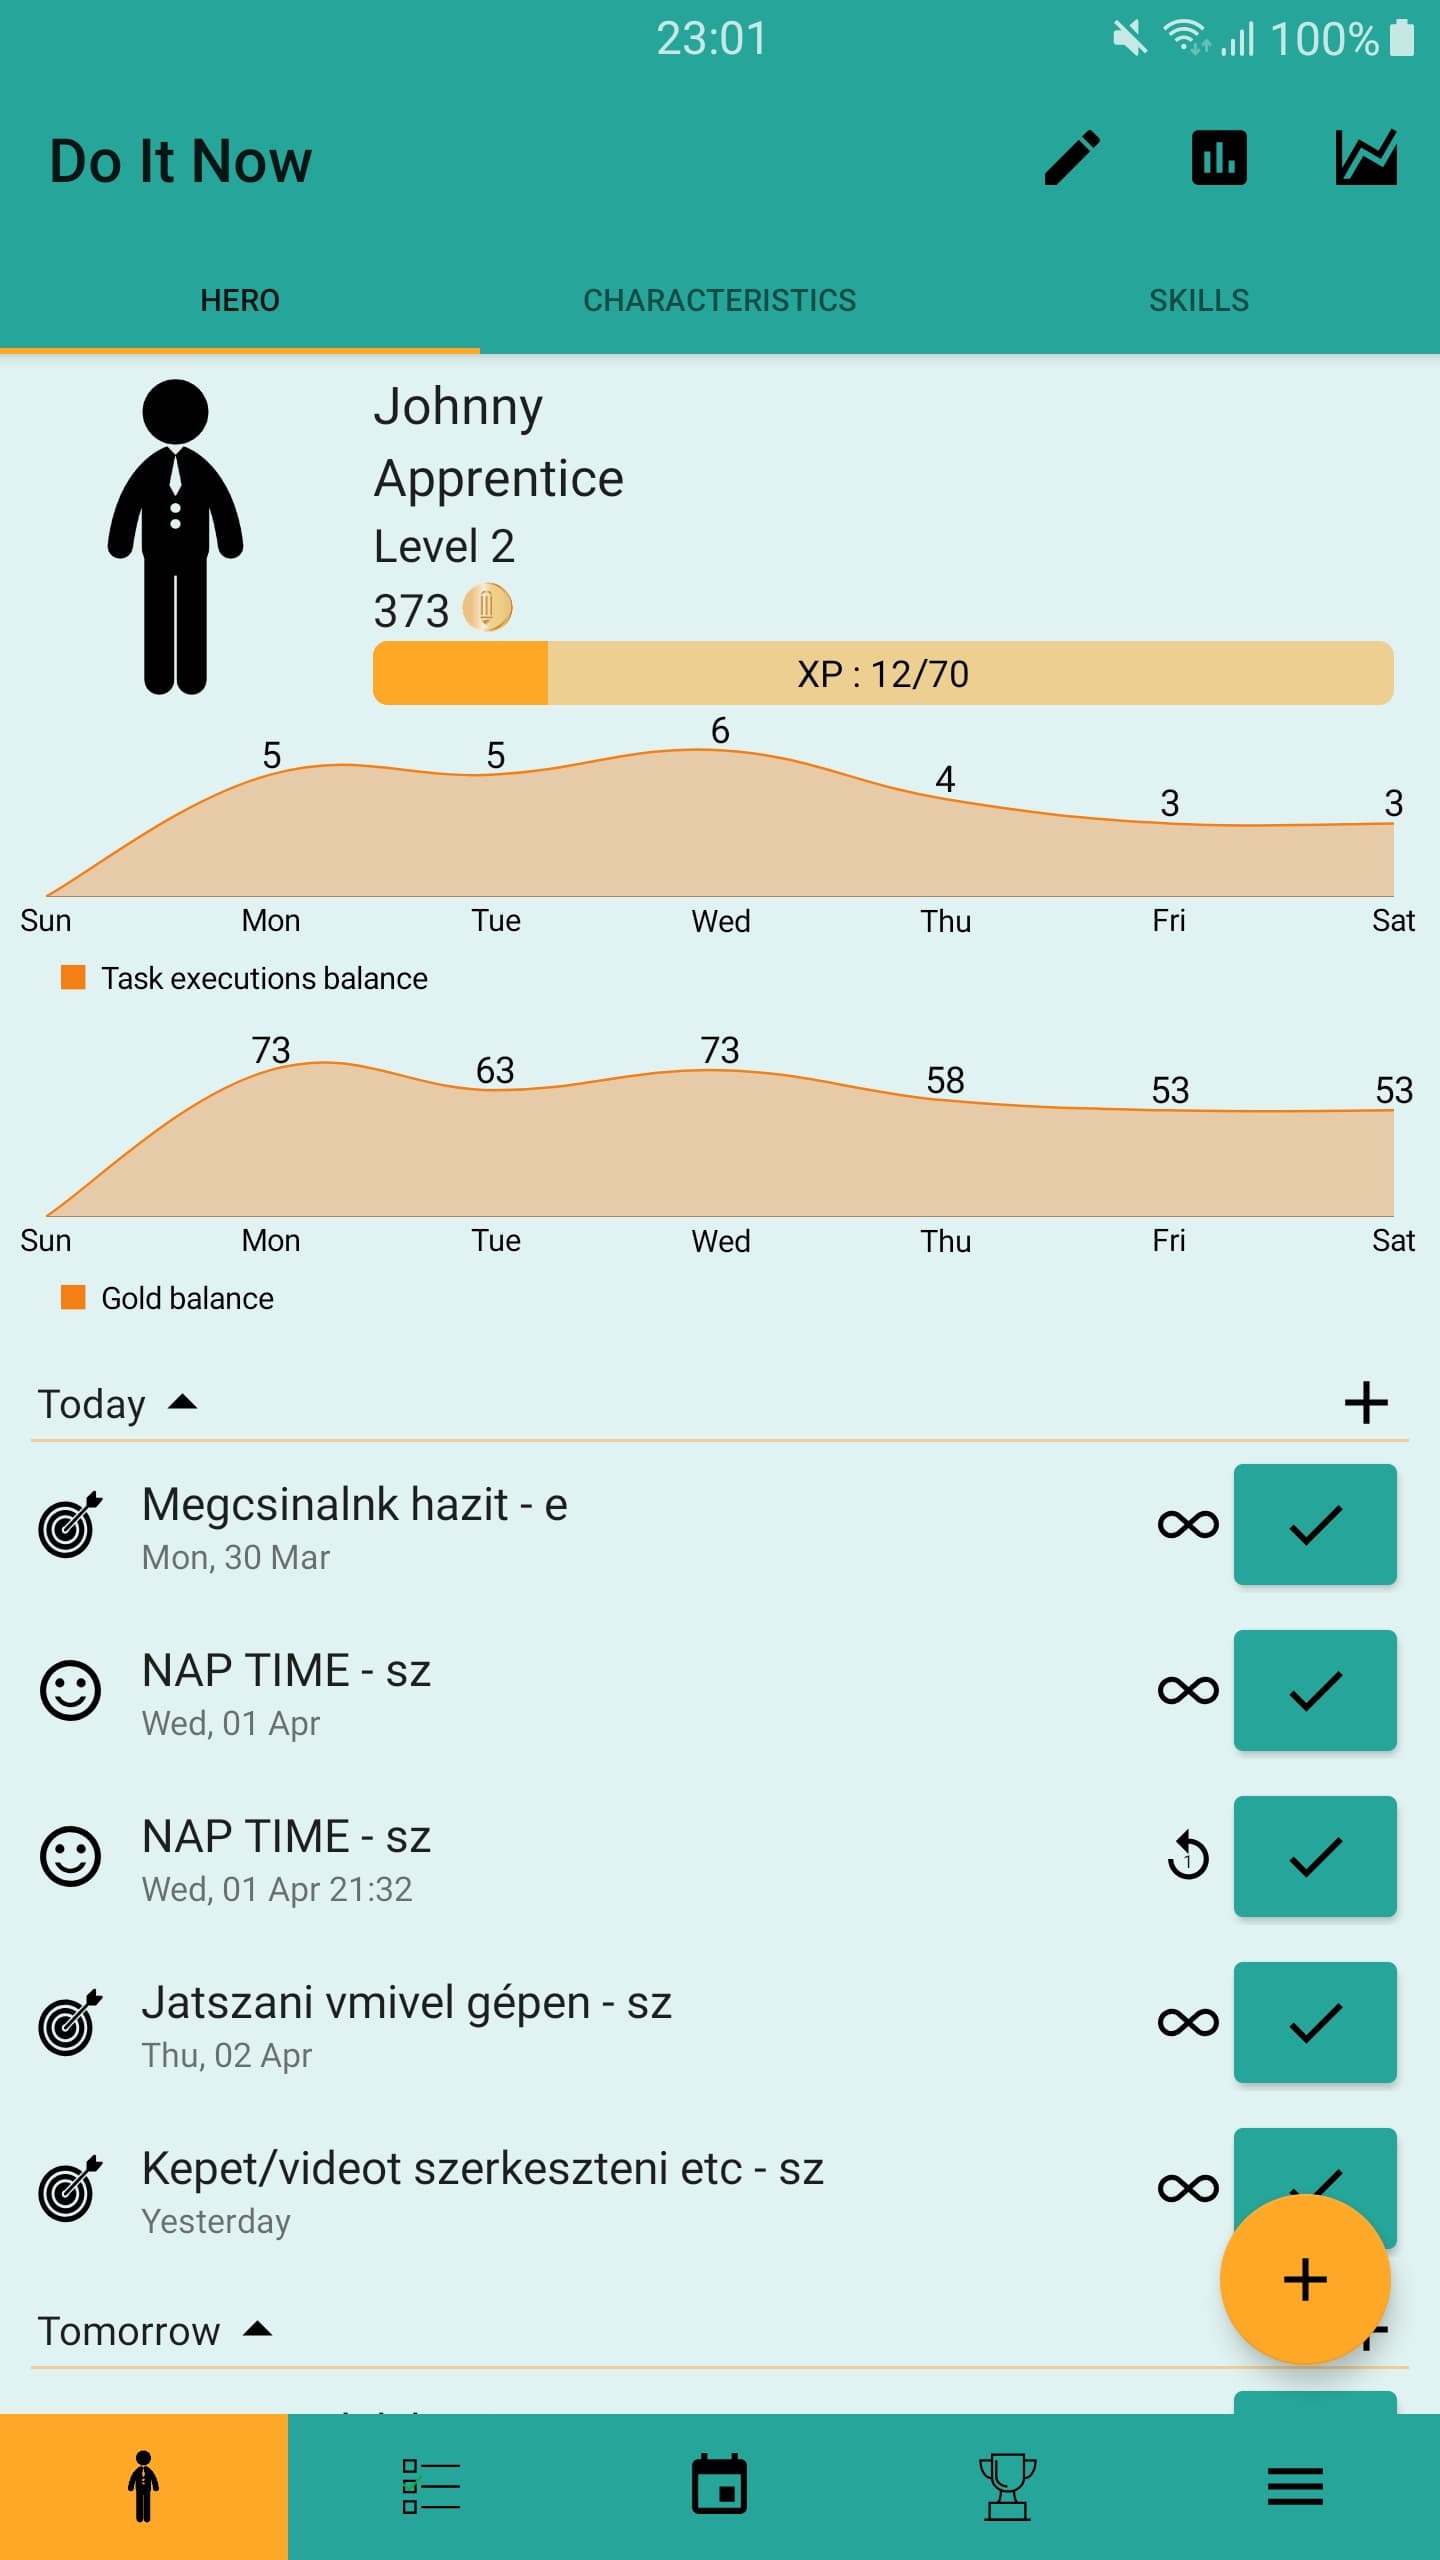 23:01 100%
Do It Now
HERO CHARACTERISTICS SKILLS
Johnny
Apprentice
Level 2
373
XP : 12/70
5 5 6 4 3 3
Sun Mon Tue Wed Thu Fri Sat
Task executions balance
73 63 73 58 53 53
Sun Mon Tue Wed Thu Fri Sat
Gold balance
Today
Megcsinalnk hazit - e
Mon, 30 Mar
NAP TIME - sz
Wed, 01 Apr
NAP TIME - sz
1
Wed, 01 Apr 21:32
Jatszani vmivel gépen - sz
Thu, 02 Apr
Kepet/videot szerkeszteni etc - sz
Yesterday
Tomorrow